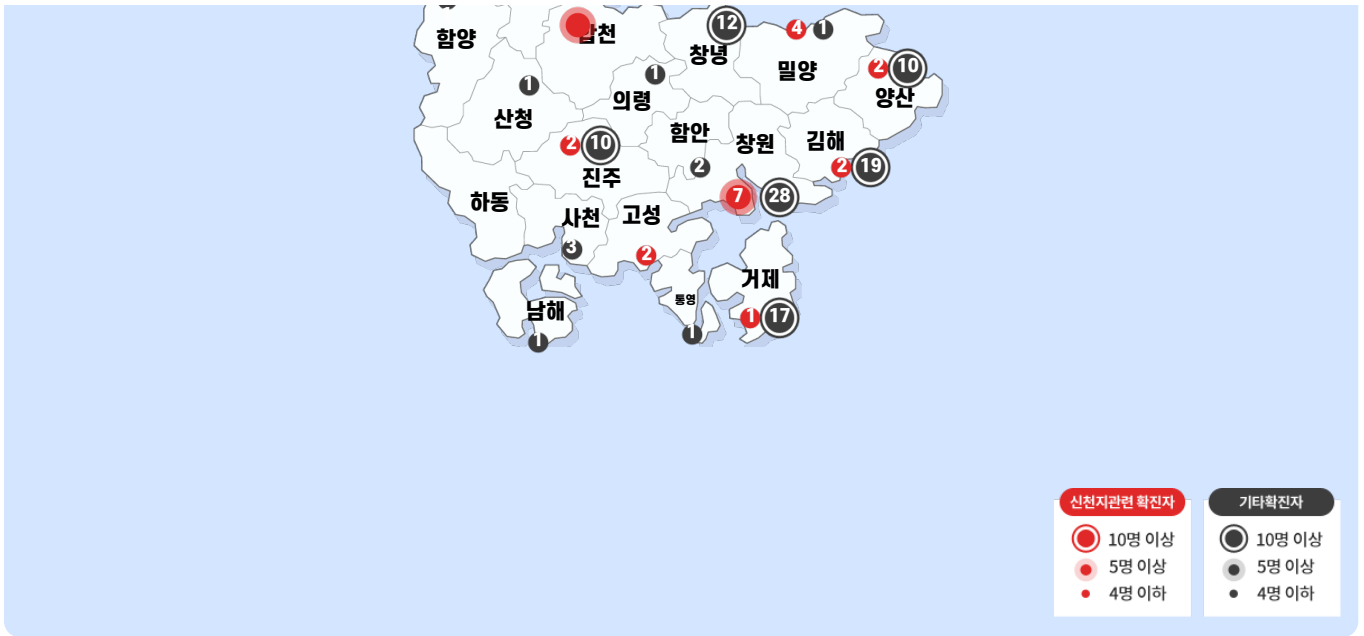 함양
합천
12
창녕
4
1
밀양
2
10
양산
1
산청
1
의령
함안
2
창원
김해
2
19
2
10
진주
하동
사천
3
고성
2
7
28
거제
1
17
통영
1
남해
1
신천지관련 확진자
10명 이상
5명 이상
4명 이하
기타확진자
10명 이상
5명 이상
4명 이하